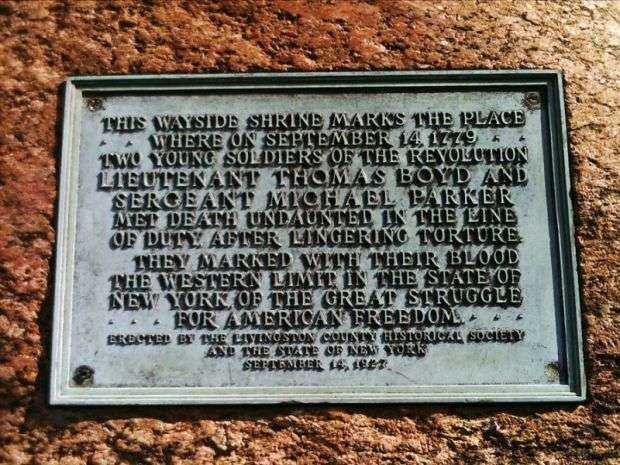 THIS WAYSIDE SHRINE MARKS THE PLACE
WHERE ON SEPTEMBER 14, 1779
TWO YOUNG SOLDIERS OF THE REVOLUTION
LIEUTENANT THOMAS BOYD AND
SERGEANT MICHAEL PARKER
MET DEATH UNDAUNTED IN THE LINE
OF DUTY AFTER LINGERING TORTURE.
THEY MARKED WITH THEIR BLOOD
THE WESTERN LIMIT IN THE STATE OF
NEW YORK OF THE GREAT STRUGGLE
FOR AMERICAN FREEDOM.
ERECTED BY THE LIVINGSTON COUNTY HISTORICAL SOCIETY
AND THE STATE OF NEW YORK
SEPTEMBER 14, 1927